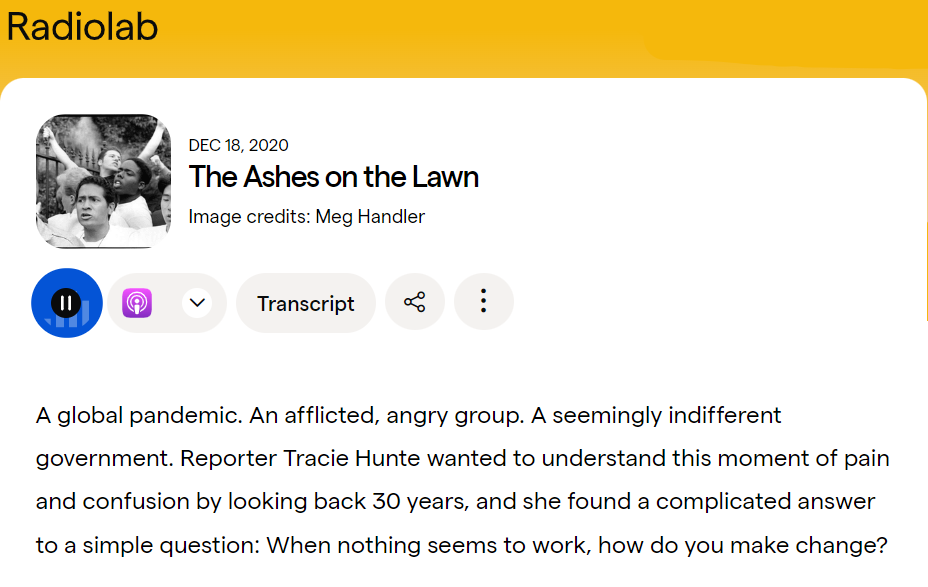 Radiolab
DEC 18, 2020
The Ashes on the Lawn
Image credits: Meg Handler
Transcript
A global pandemic. An afflicted, angry group. A seemingly indifferent
government. Reporter Tracie Hunte wanted to understand this moment of pain
and confusion by looking back 30 years, and she found a complicated answer
to a simple question: When nothing seems to work, how do you make change?